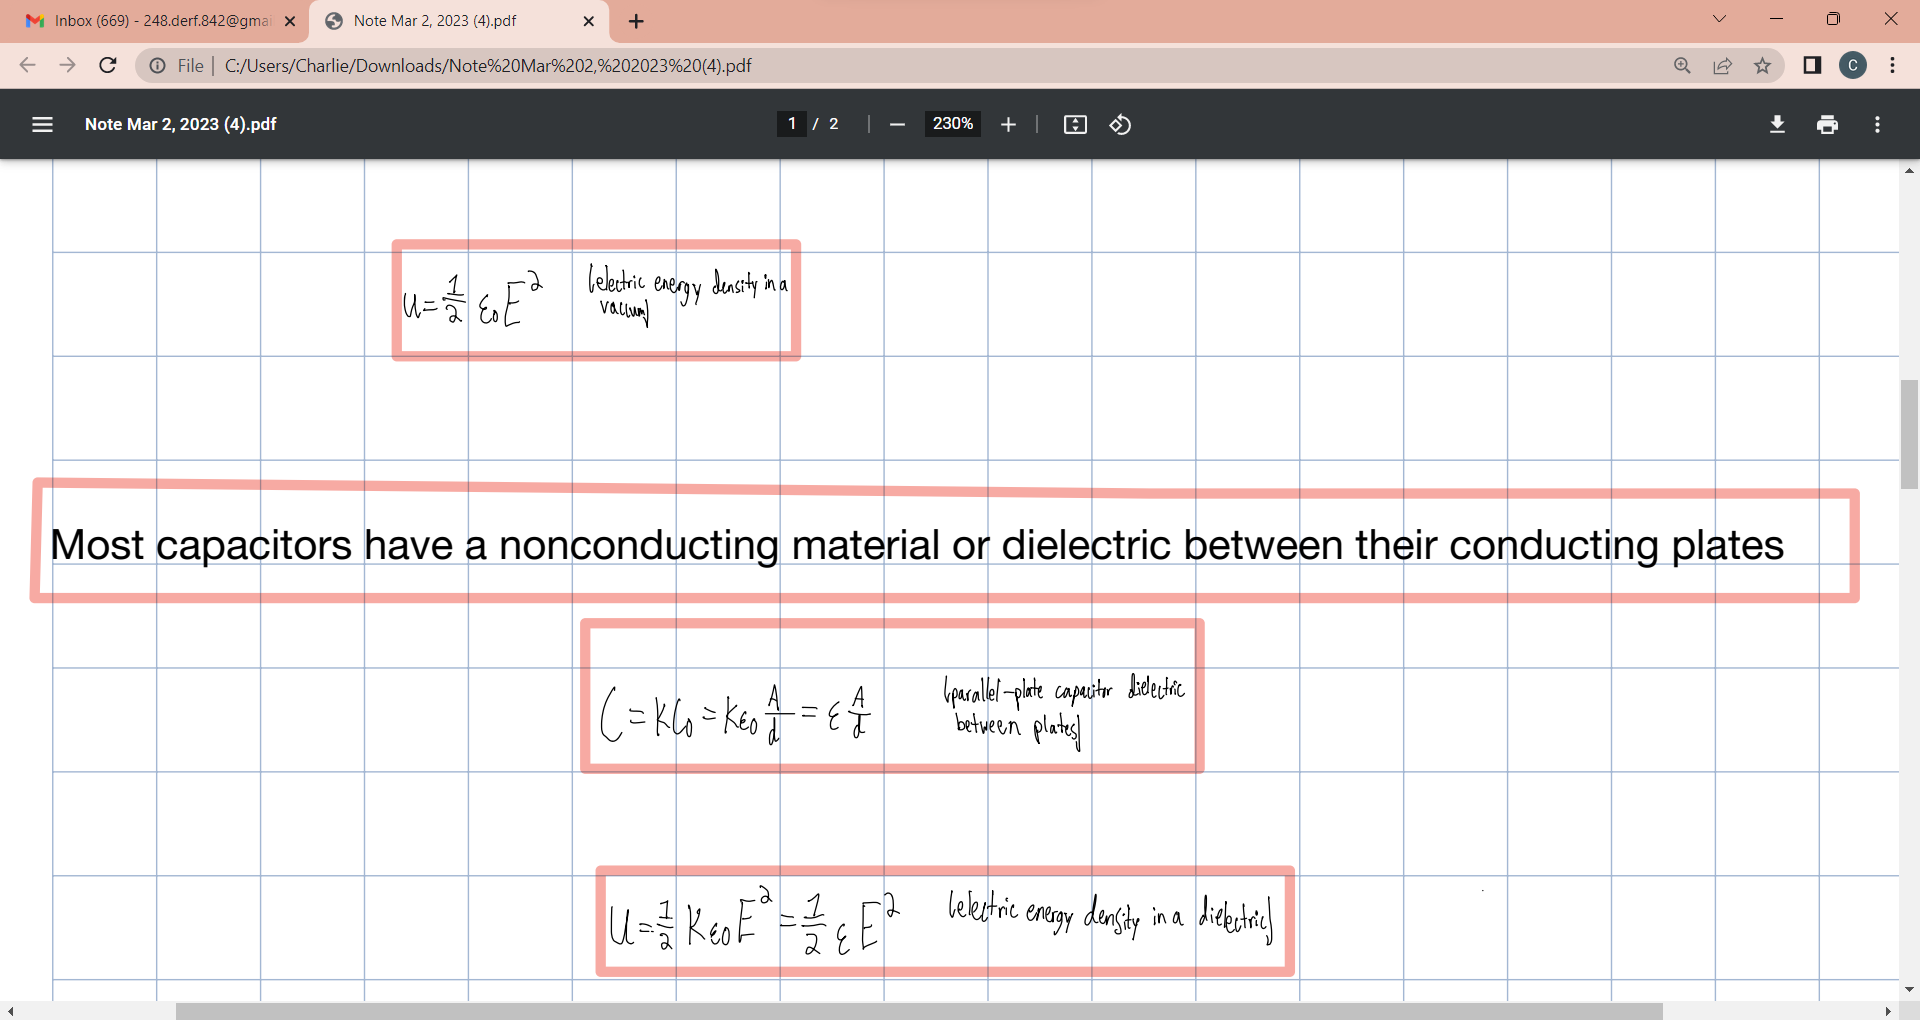 Inbox (669) - 248.derf.842@gmai
Note Mar 2, 2023 (4).pdf
File | C:/Users/Charlie/Downloads/Note%20Mar%202,%202023%20(4).pdf
C
Note Mar 2, 2023 (4).pdf
1 / 2
230%
u = 1/2 ε₀E² (electric energy density in a
vacuum)
Most capacitors have a nonconducting material or dielectric between their conducting plates
C = KC₀ = Kε₀ A/d = ε A/d (parallel-plate capacitor dielectric
between plates)
u = 1/2 Kε₀E² = 1/2 εE² (electric energy density in a dielectric)